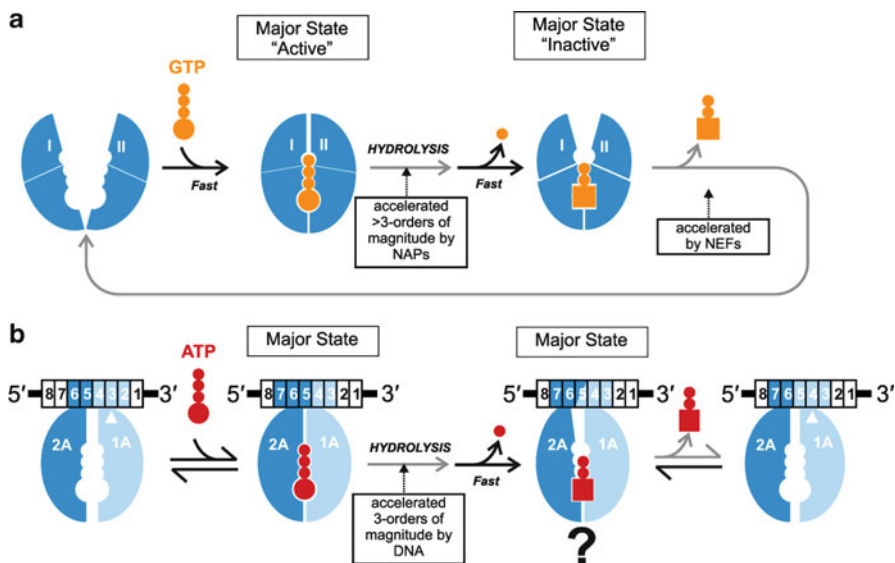 a
Major State
"Active"
Major State
"Inactive"
GTP
I II
I II
I II
HYDROLYSIS
Fast
Fast
accelerated
>3-orders of
magnitude by
NAPs
accelerated
by NEFs
b
Major State
Major State
ATP
5′ 8 7 6 5 4 3 2 1 3′
5′ 8 7 6 5 4 3 2 1 3′
5′ 8 7 6 5 4 3 2 1 3′
5′ 8 7 6 5 4 3 2 1 3′
2A 1A
2A 1A
2A 1A
2A 1A
HYDROLYSIS
Fast
accelerated
3-orders of
magnitude by
DNA
?